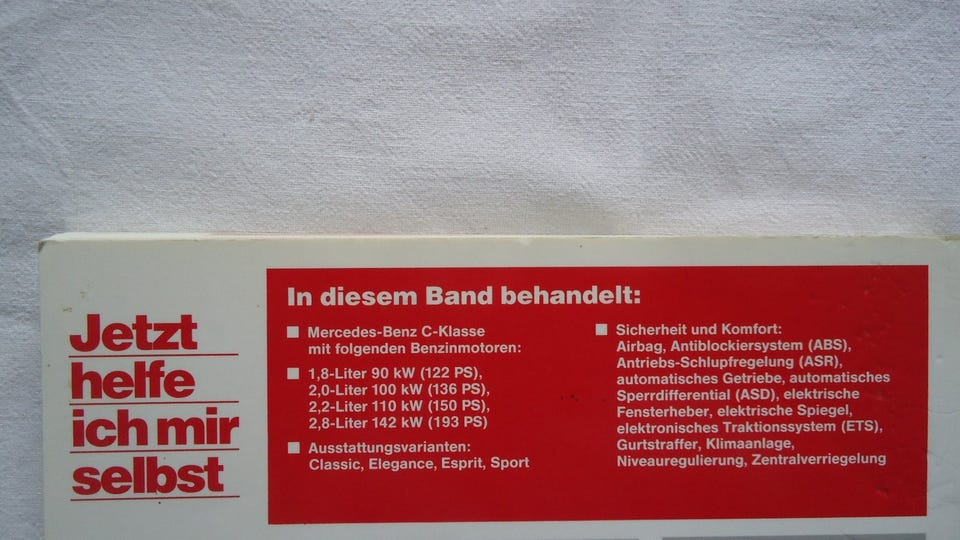 Jetzt
helfe
ich mir
selbst
In diesem Band behandelt:
Mercedes-Benz C-Klasse
mit folgenden Benzinmotoren:
1,8-Liter 90 kW (122 PS),
2,0-Liter 100 kW (136 PS),
2,2-Liter 110 kW (150 PS),
2,8-Liter 142 kW (193 PS)
Ausstattungsvarianten:
Classic, Elegance, Esprit, Sport
Sicherheit und Komfort:
Airbag, Antiblockiersystem (ABS),
Antriebs-Schlupfregelung (ASR),
automatisches Getriebe, automatisches
Sperrdifferential (ASD), elektrische
Fensterheber, elektrische Spiegel,
elektronisches Traktionssystem (ETS),
Gurtstraffer, Klimaanlage,
Niveauregulierung, Zentralverriegelung